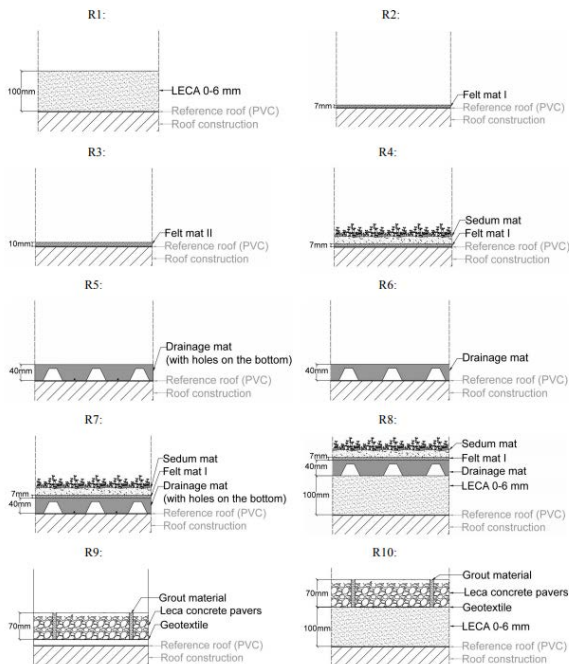 R1:
100mm
LECA 0-6 mm
Reference roof (PVC)
Roof construction
R2:
7mm
Felt mat I
Reference roof (PVC)
Roof construction
R3:
10mm
Felt mat II
Reference roof (PVC)
Roof construction
R4:
Sedum mat
Felt mat I
7mm
Reference roof (PVC)
Roof construction
R5:
Drainage mat
(with holes on the bottom)
40mm
Reference roof (PVC)
Roof construction
R6:
Drainage mat
40mm
Reference roof (PVC)
Roof construction
R7:
Sedum mat
Felt mat I
Drainage mat
(with holes on the bottom)
7mm
40mm
Reference roof (PVC)
Roof construction
R8:
Sedum mat
Felt mat I
Drainage mat
LECA 0-6 mm
7mm
40mm
100mm
Reference roof (PVC)
Roof construction
R9:
Grout material
Leca concrete pavers
Geotextile
70mm
Reference roof (PVC)
Roof construction
R10:
Grout material
Leca concrete pavers
Geotextile
LECA 0-6 mm
70mm
100mm
Reference roof (PVC)
Roof construction